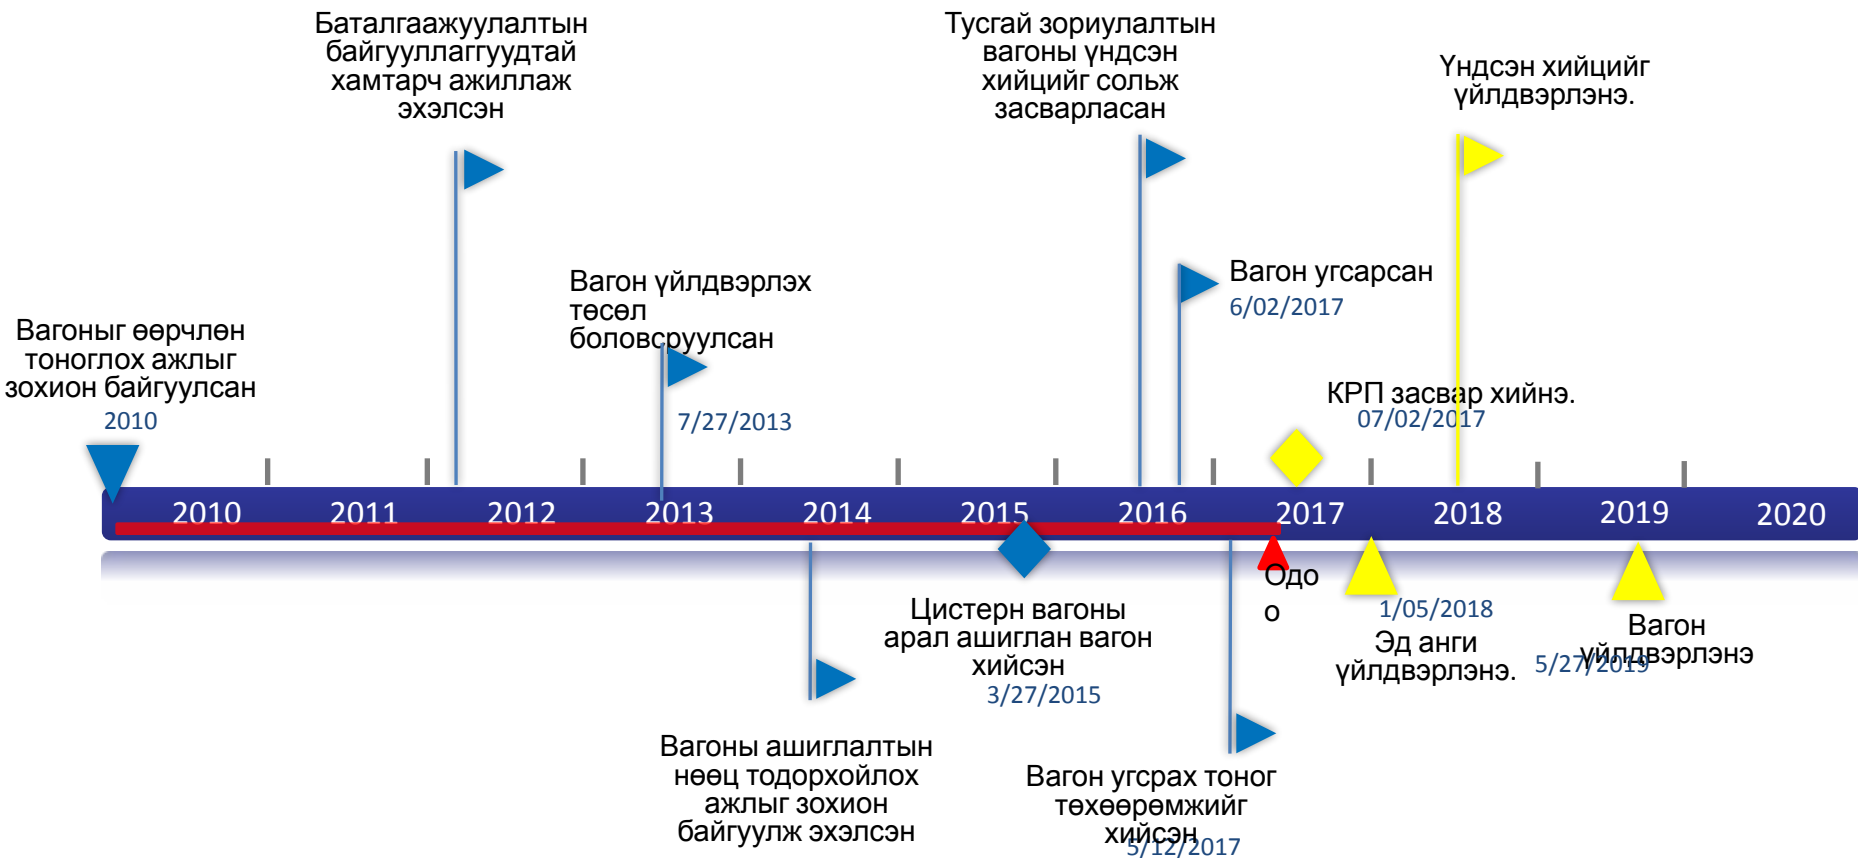 Баталгаажуулалтын
байгууллаггуудтай
хамтарч ажиллаж
эхэлсэн
Тусгай зориулалтын
вагоны үндсэн
хийцийг сольж
засварласан
Үндсэн хийцийг
үйлдвэрлэнэ.
Вагон үйлдвэрлэх
төсөл
боловсруулсан
7/27/2013
Вагон угсарсан
6/02/2017
Вагоныг өөрчлөн
тоноглох ажлыг
зохион байгуулсан
2010
КРП засвар хийнэ.
07/02/2017
2010
2011
2012
2013
2014
2015
2016
2017
2018
2019
2020
Одо
о
Цистерн вагоны
арал ашиглан вагон
хийсэн
3/27/2015
1/05/2018
Эд анги
үйлдвэрлэнэ.
Вагон
үйлдвэрлэнэ
5/27/2019
Вагоны ашиглалтын
нөөц тодорхойлох
ажлыг зохион
байгуулж эхэлсэн
Вагон угсрах тоног
төхөөрөмжийг
хийсэн
5/12/2017